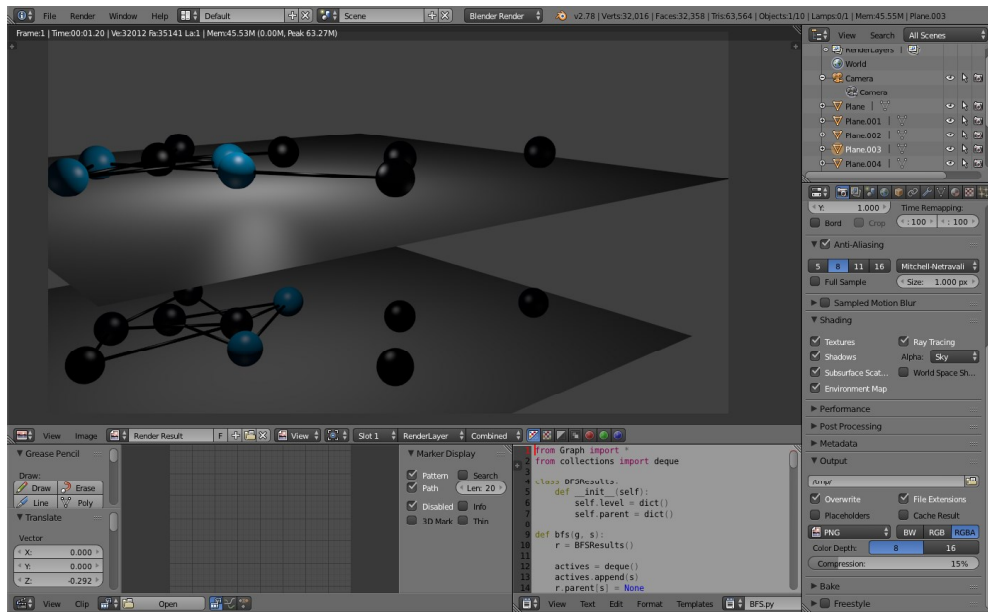 File Render Window Help Default Scene Blender Render v2.78 | Verts:32,016 | Faces:32,358 | Tris:63,564 | Objects:1/10 | Lamps:0/1 | Mem:45.55M | Plane.003
Frame:1 | Time:00:01.20 | Ve:32012 Fa:35141 La:1 | Mem:45.53M (0.00M, Peak 63.27M)
View Search All Scenes
RenderLayers |
World
Camera
Camera
Plane |
Plane.001 |
Plane.002 |
Plane.003 |
Plane.004 |
Y: 1.000 Time Remapping:
Bord Crop : 100 : 100
Anti-Aliasing
5 8 11 16 Mitchell-Netravali
Full Sample Size: 1.000 px
Sampled Motion Blur
Shading
Textures Ray Tracing
Shadows Alpha: Sky
Subsurface Scat... World Space Sh...
Environment Map
Performance
Post Processing
Metadata
Output
/tmp/
Overwrite File Extensions
Placeholders Cache Result
PNG BW RGB RGBA
Color Depth: 8 16
Compression: 15%
Bake
Freestyle
View Image Render Result F View Slot 1 RenderLayer Combined
Grease Pencil
Draw:
Draw Erase
Line Poly
Translate
Vector
X: 0.000
Y: 0.000
Z: -0.292
View Clip Open
Marker Display
Pattern Search
Path Len: 20
Disabled Info
3D Mark Thin
1 from Graph import *
2 from collections import deque
3
4 class BFSResults:
5 def __init__(self):
6 self.level = dict()
7 self.parent = dict()
8
9 def bfs(g, s):
10 r = BFSResults()
11
12 actives = deque()
13 actives.append(s)
14 r.parent[s] = None
View Text Edit Format Templates BFS.py